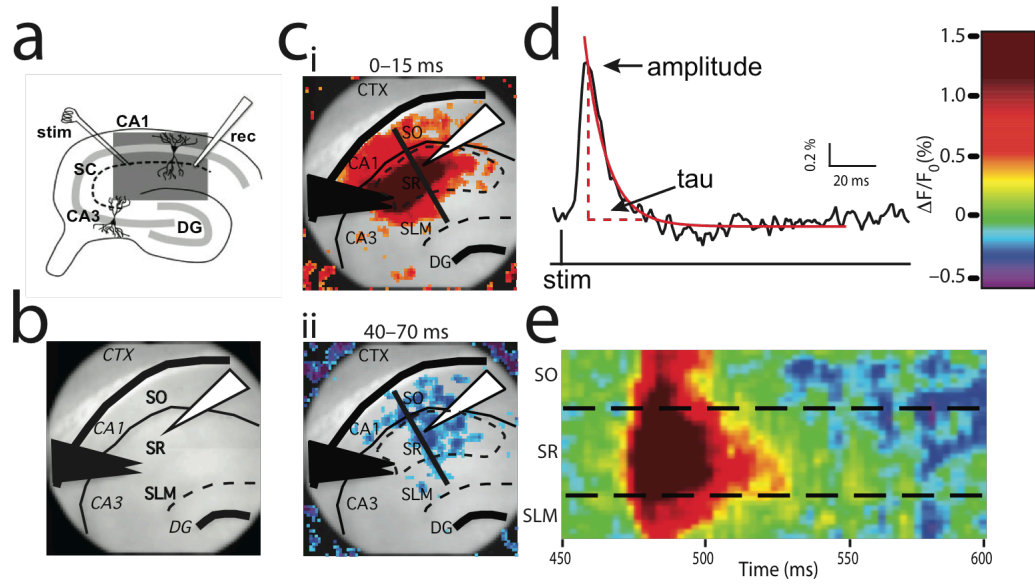 a
stim
CA1
rec
SC
CA3
DG
b
CTX
SO
CA1
SR
SLM
CA3
DG
c
i
0–15 ms
CTX
SO
CA1
SR
SLM
CA3
DG
ii
40–70 ms
CTX
SO
CA1
SR
SLM
CA3
DG
d
amplitude
tau
0.2 %
20 ms
stim
1.5
1.0
0.5
0
−0.5
ΔF/F0(%)
e
SO
SR
SLM
450
500
550
600
Time (ms)